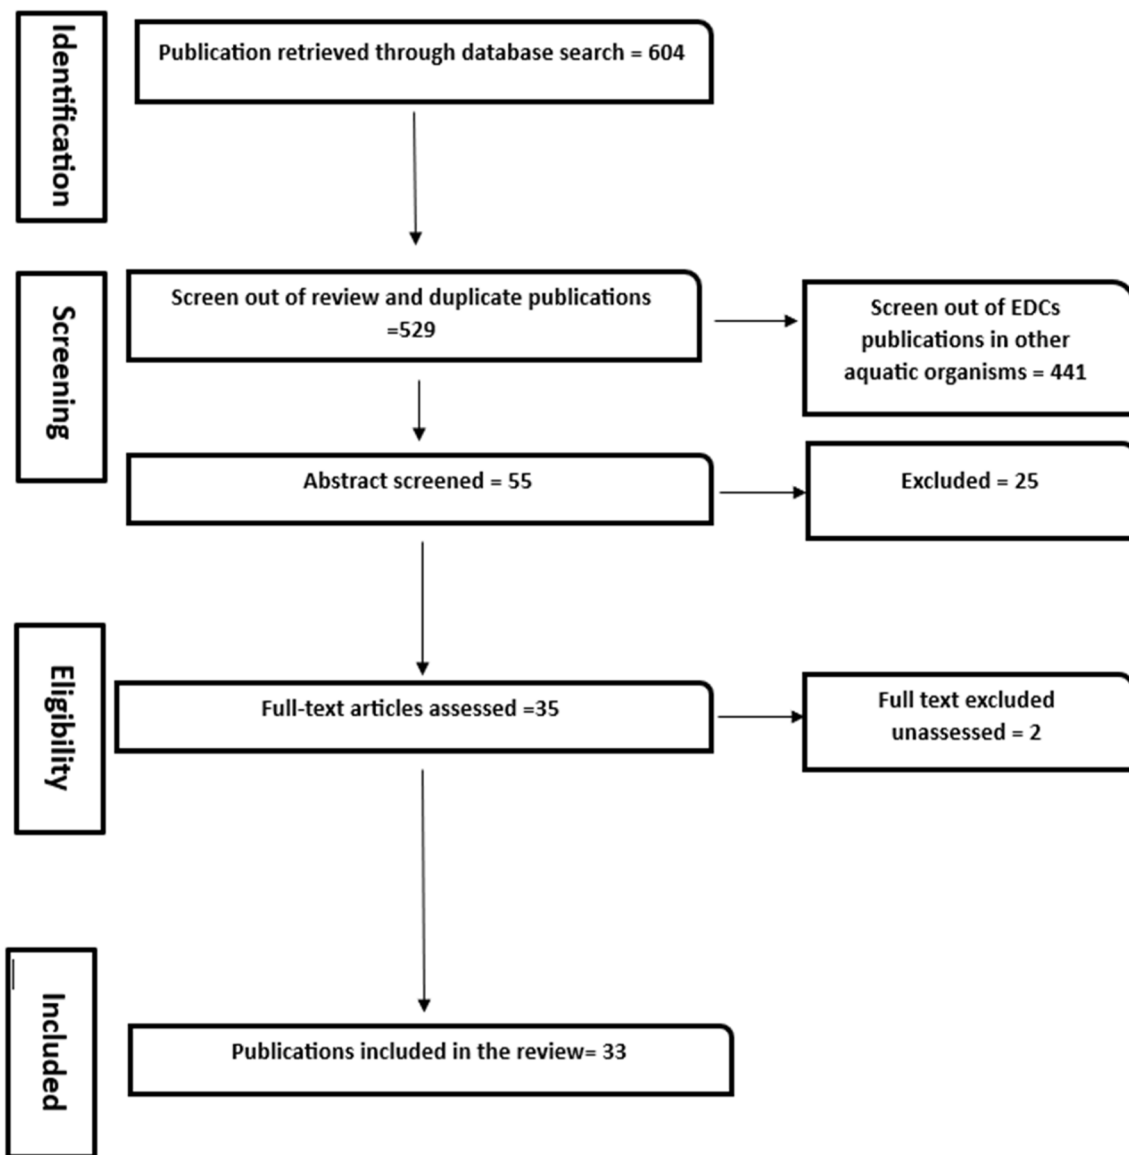 Identification
Publication retrieved through database search = 604
Screening
Screen out of review and duplicate publications
=529
Screen out of EDCs
publications in other
aquatic organisms = 441
Abstract screened = 55
Excluded = 25
Eligibility
Full-text articles assessed =35
Full text excluded
unassessed = 2
Included
Publications included in the review= 33